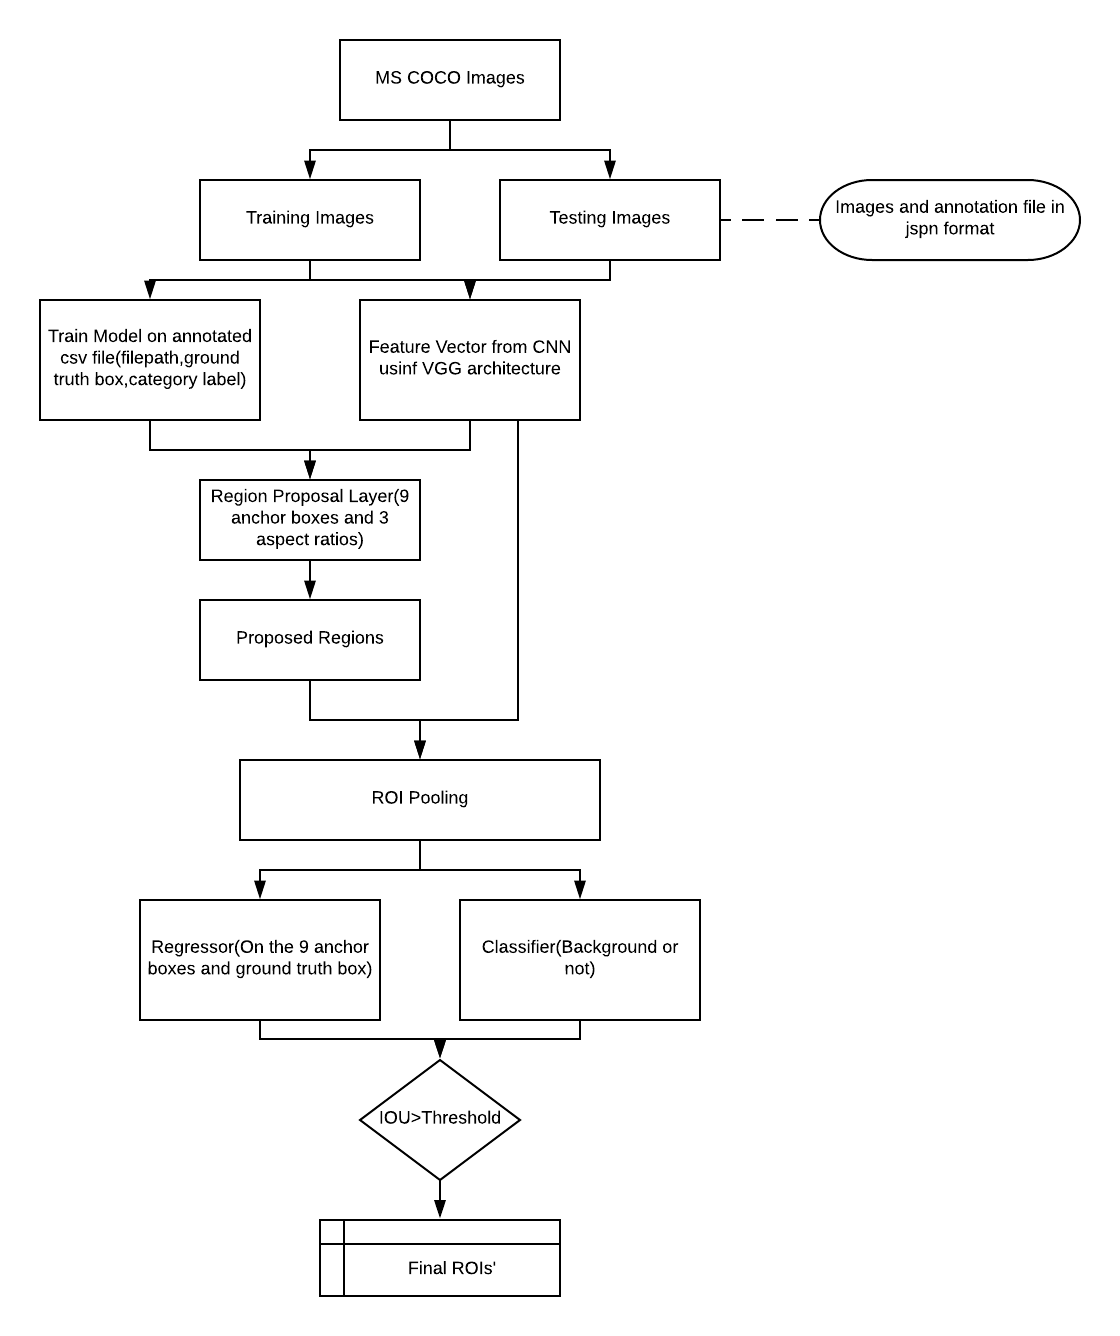 MS COCO Images
Training Images
Testing Images
Images and annotation file in
jspn format
Train Model on annotated
csv file(filepath,ground
truth box,category label)
Feature Vector from CNN
usinf VGG architecture
Region Proposal Layer(9
anchor boxes and 3
aspect ratios)
Proposed Regions
ROI Pooling
Regressor(On the 9 anchor
boxes and ground truth box)
Classifier(Background or
not)
IOU>Threshold
Final ROIs'